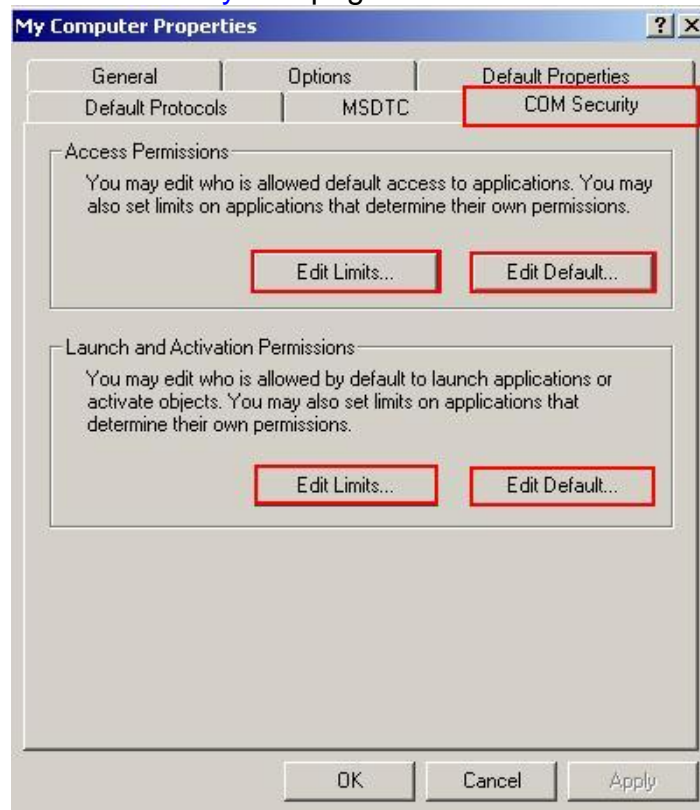 My Computer Properties
? X
General Options Default Properties
Default Protocols MSDTC COM Security
Access Permissions
You may edit who is allowed default access to applications. You may
also set limits on applications that determine their own permissions.
Edit Limits... Edit Default...
Launch and Activation Permissions
You may edit who is allowed by default to launch applications or
activate objects. You may also set limits on applications that
determine their own permissions.
Edit Limits... Edit Default...
OK Cancel Apply